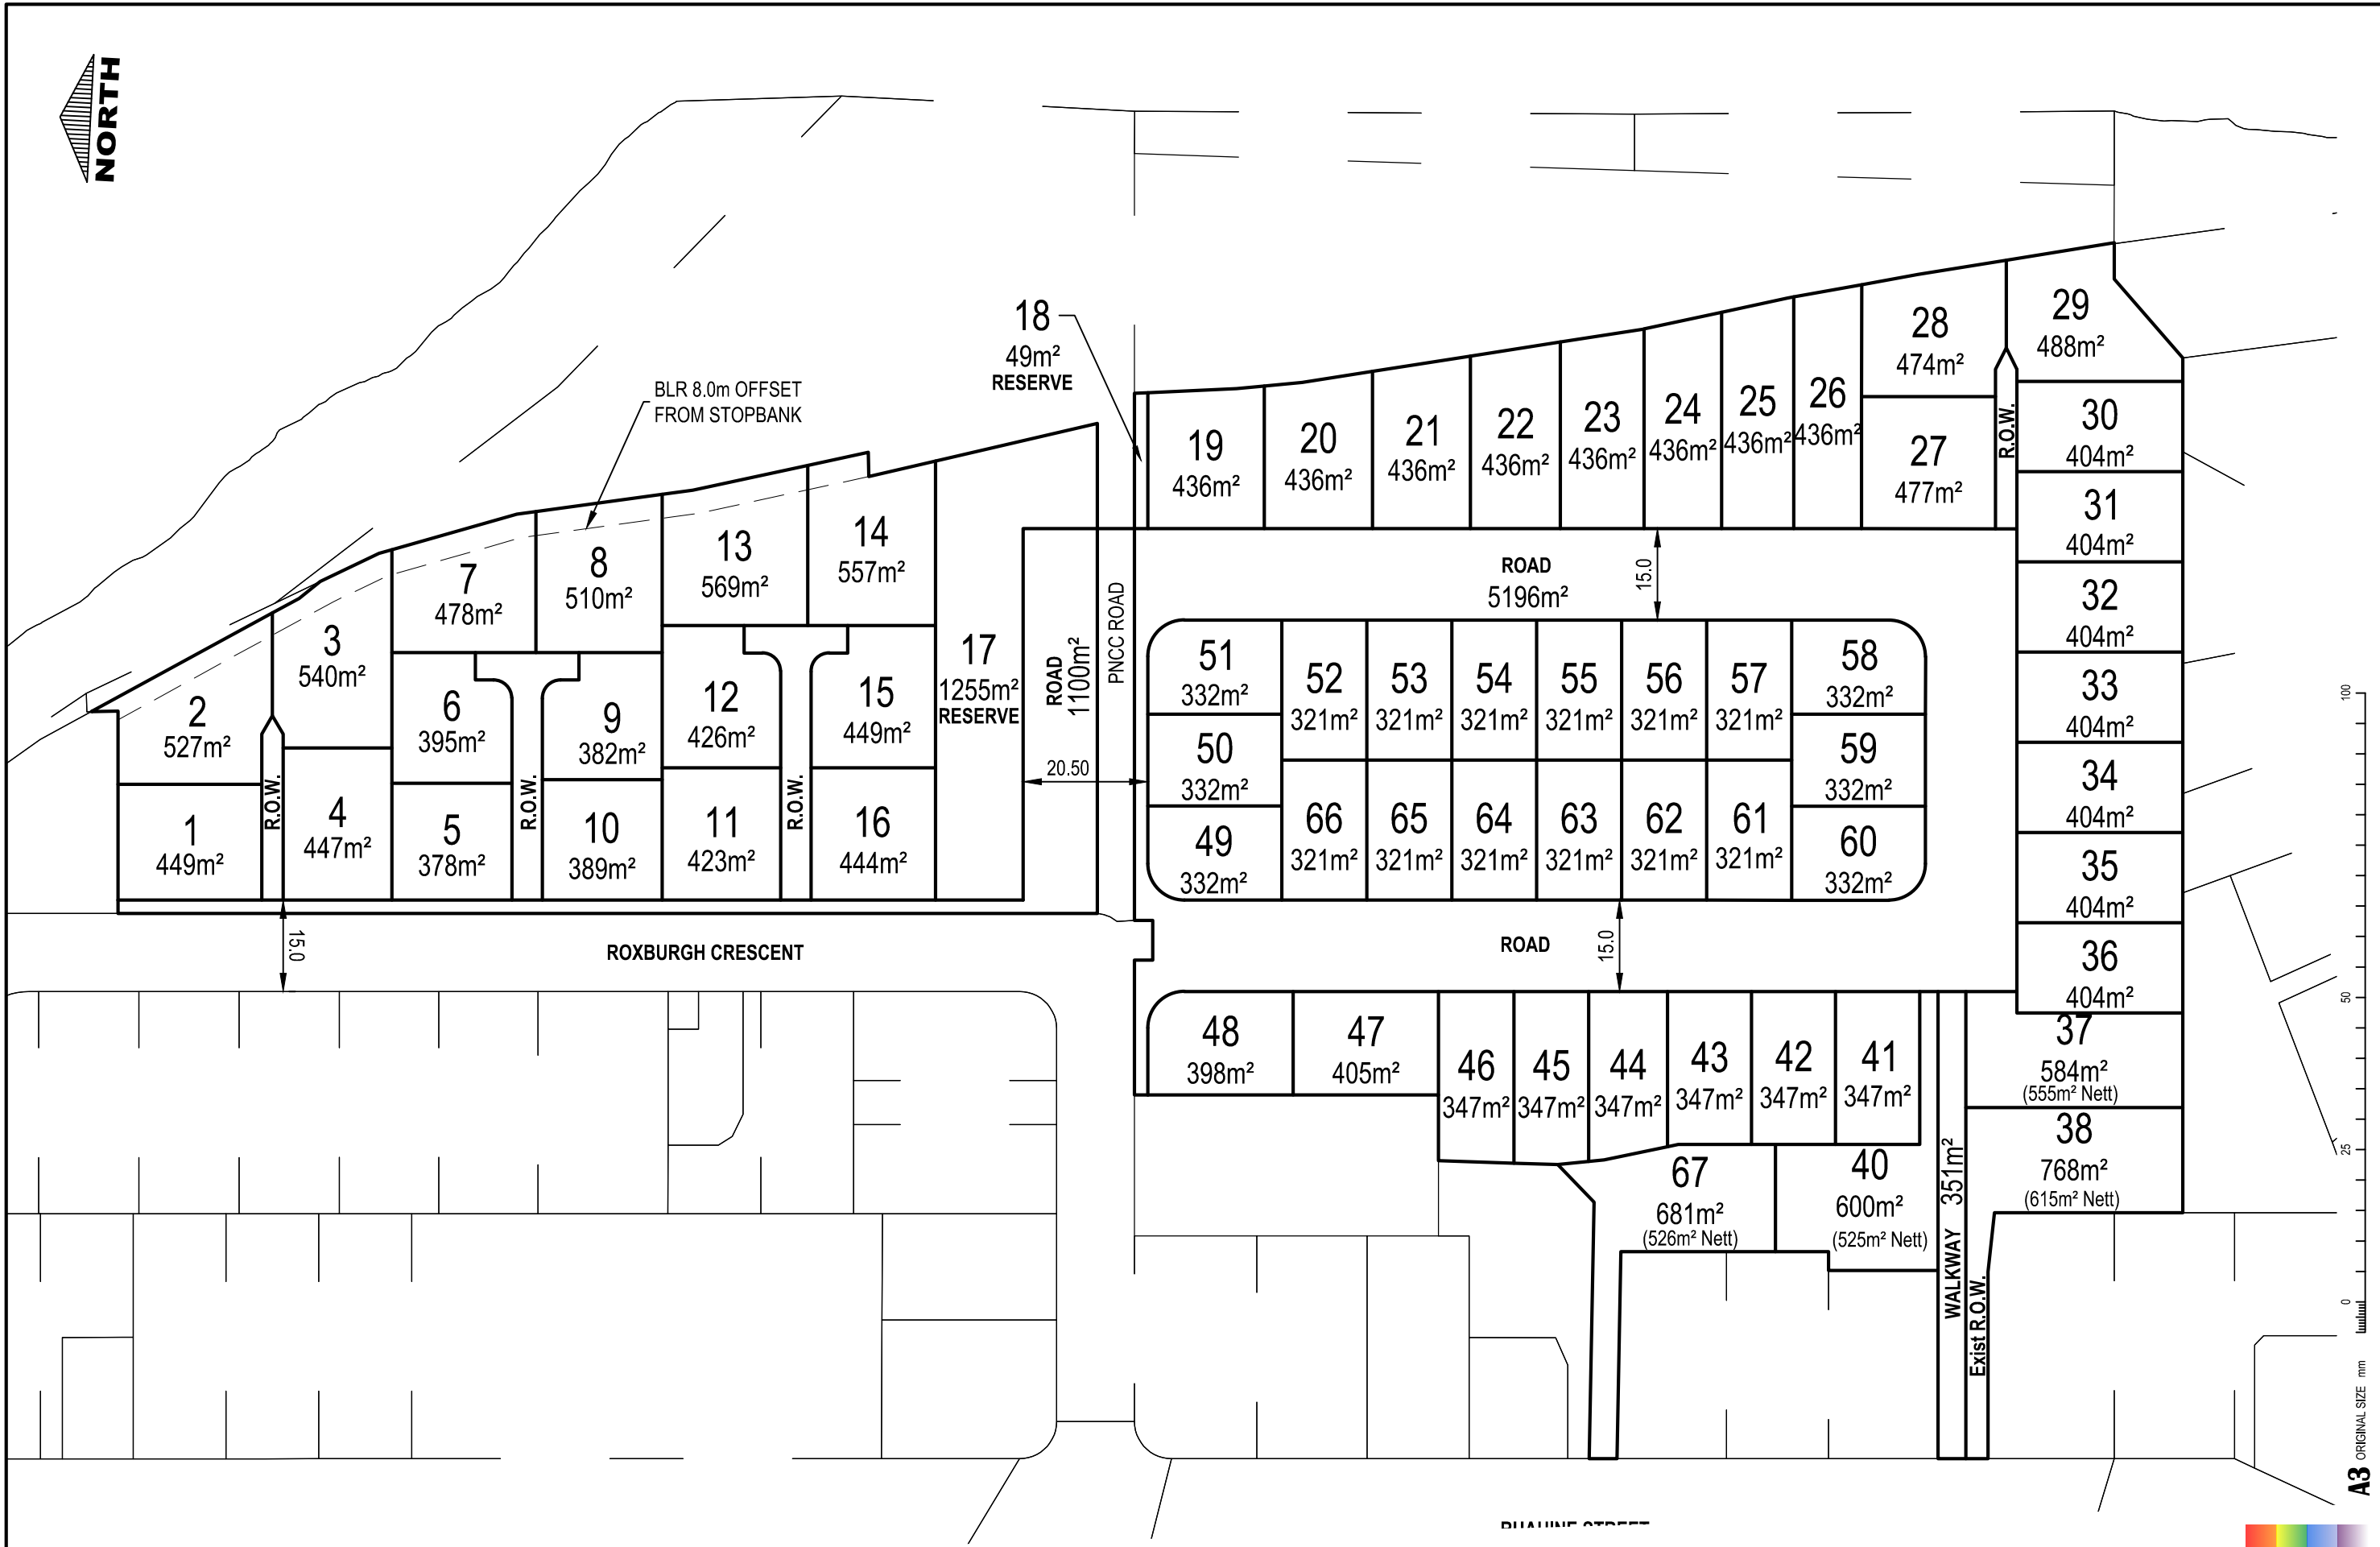 NORTH
BLR 8.0m OFFSET
FROM STOPBANK
18
49m²
RESERVE
1
449m²
2
527m²
R.O.W.
3
540m²
4
447m²
5
378m²
6
395m²
7
478m²
8
510m²
R.O.W.
9
382m²
10
389m²
11
423m²
12
426m²
13
569m²
14
557m²
R.O.W.
15
449m²
16
444m²
17
1255m²
RESERVE
ROAD
1100m²
PNCC ROAD
20.50
15.0
ROXBURGH CRESCENT
19
436m²
20
436m²
21
436m²
22
436m²
23
436m²
24
436m²
25
436m²
26
436m²
27
477m²
28
474m²
R.O.W.
29
488m²
30
404m²
31
404m²
32
404m²
33
404m²
34
404m²
35
404m²
36
404m²
37
584m²
(555m² Nett)
38
768m²
(615m² Nett)
ROAD
5196m²
15.0
51
332m²
50
332m²
49
332m²
52
321m²
53
321m²
54
321m²
55
321m²
56
321m²
57
321m²
58
332m²
59
332m²
60
332m²
66
321m²
65
321m²
64
321m²
63
321m²
62
321m²
61
321m²
ROAD
15.0
48
398m²
47
405m²
46
347m²
45
347m²
44
347m²
43
347m²
42
347m²
41
347m²
67
681m²
(526m² Nett)
40
600m²
(525m² Nett)
WALKWAY 351m²
Exist R.O.W.
100
50
25
0
A3 ORIGINAL SIZE mm